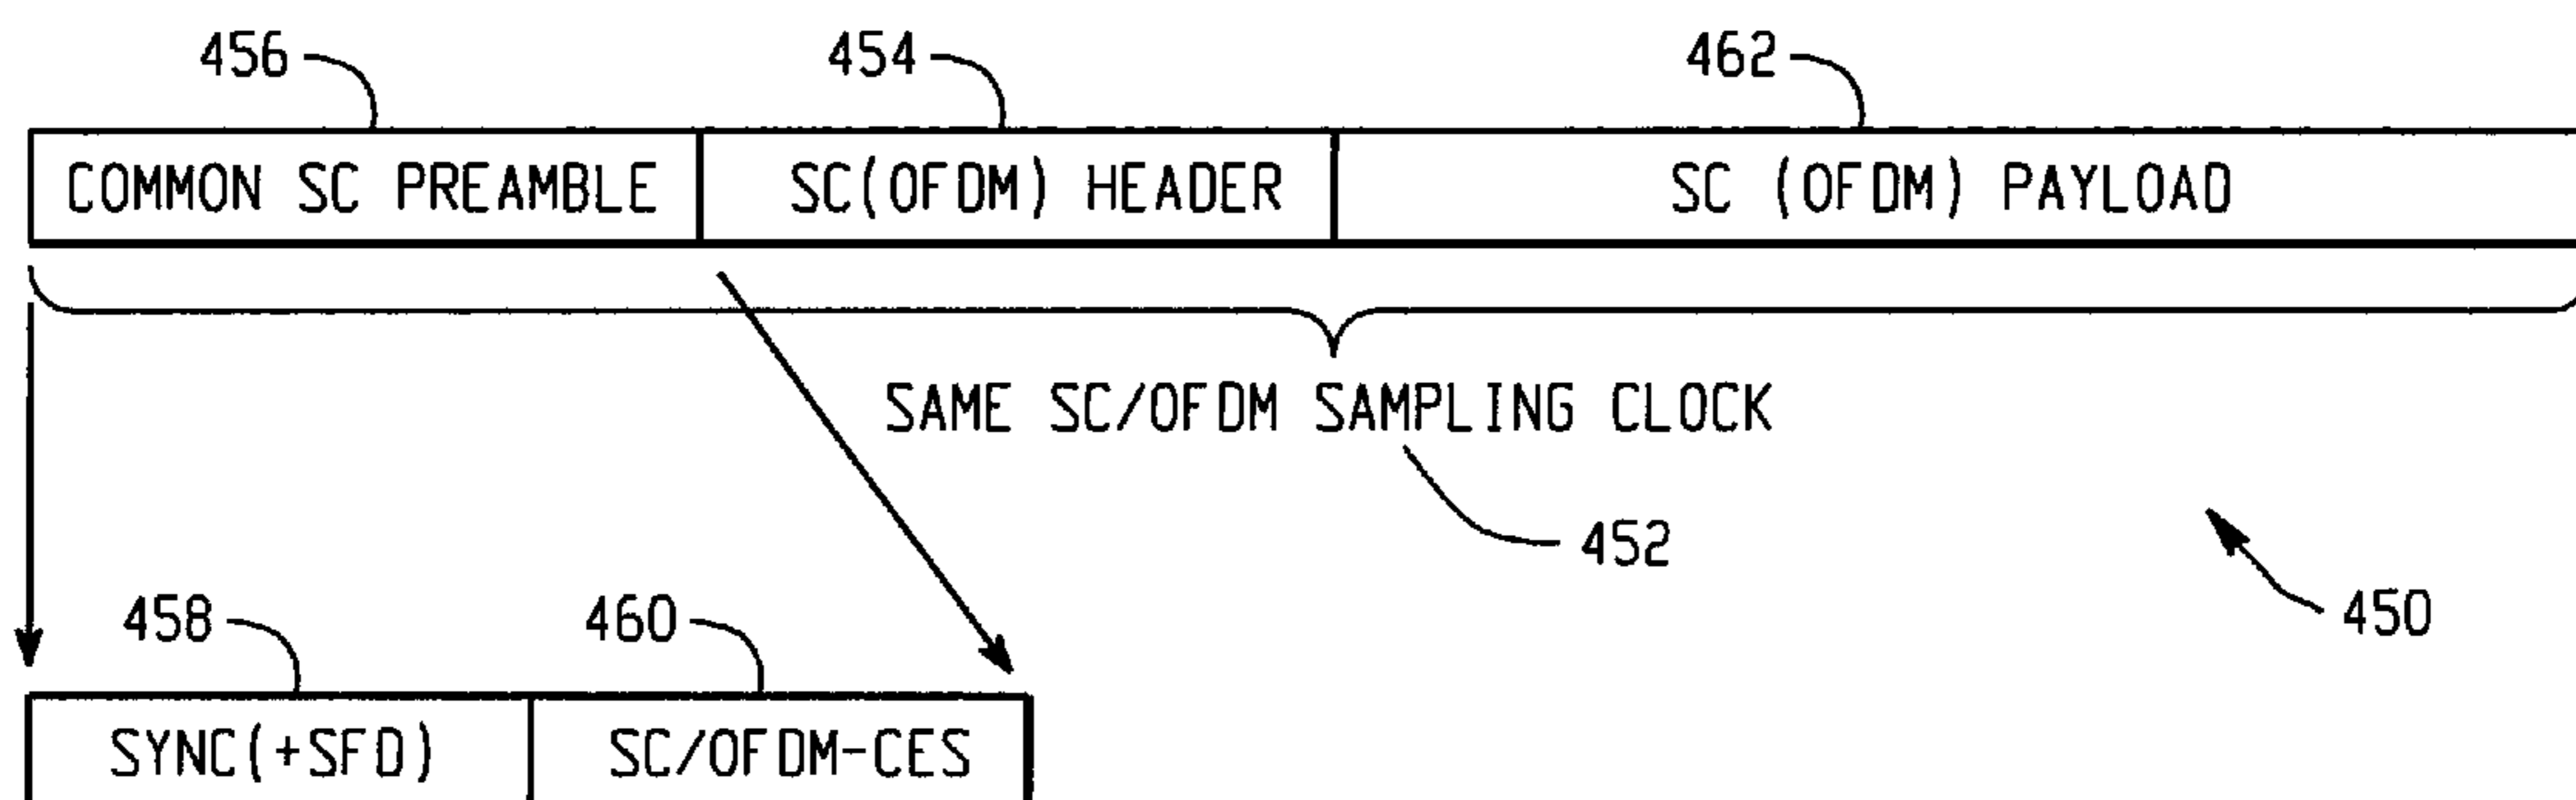 456 454 462
COMMON SC PREAMBLE SC(OFDM) HEADER SC (OFDM) PAYLOAD
SAME SC/OFDM SAMPLING CLOCK
452
450
458 460
SYNC(+SFD) SC/OFDM-CES